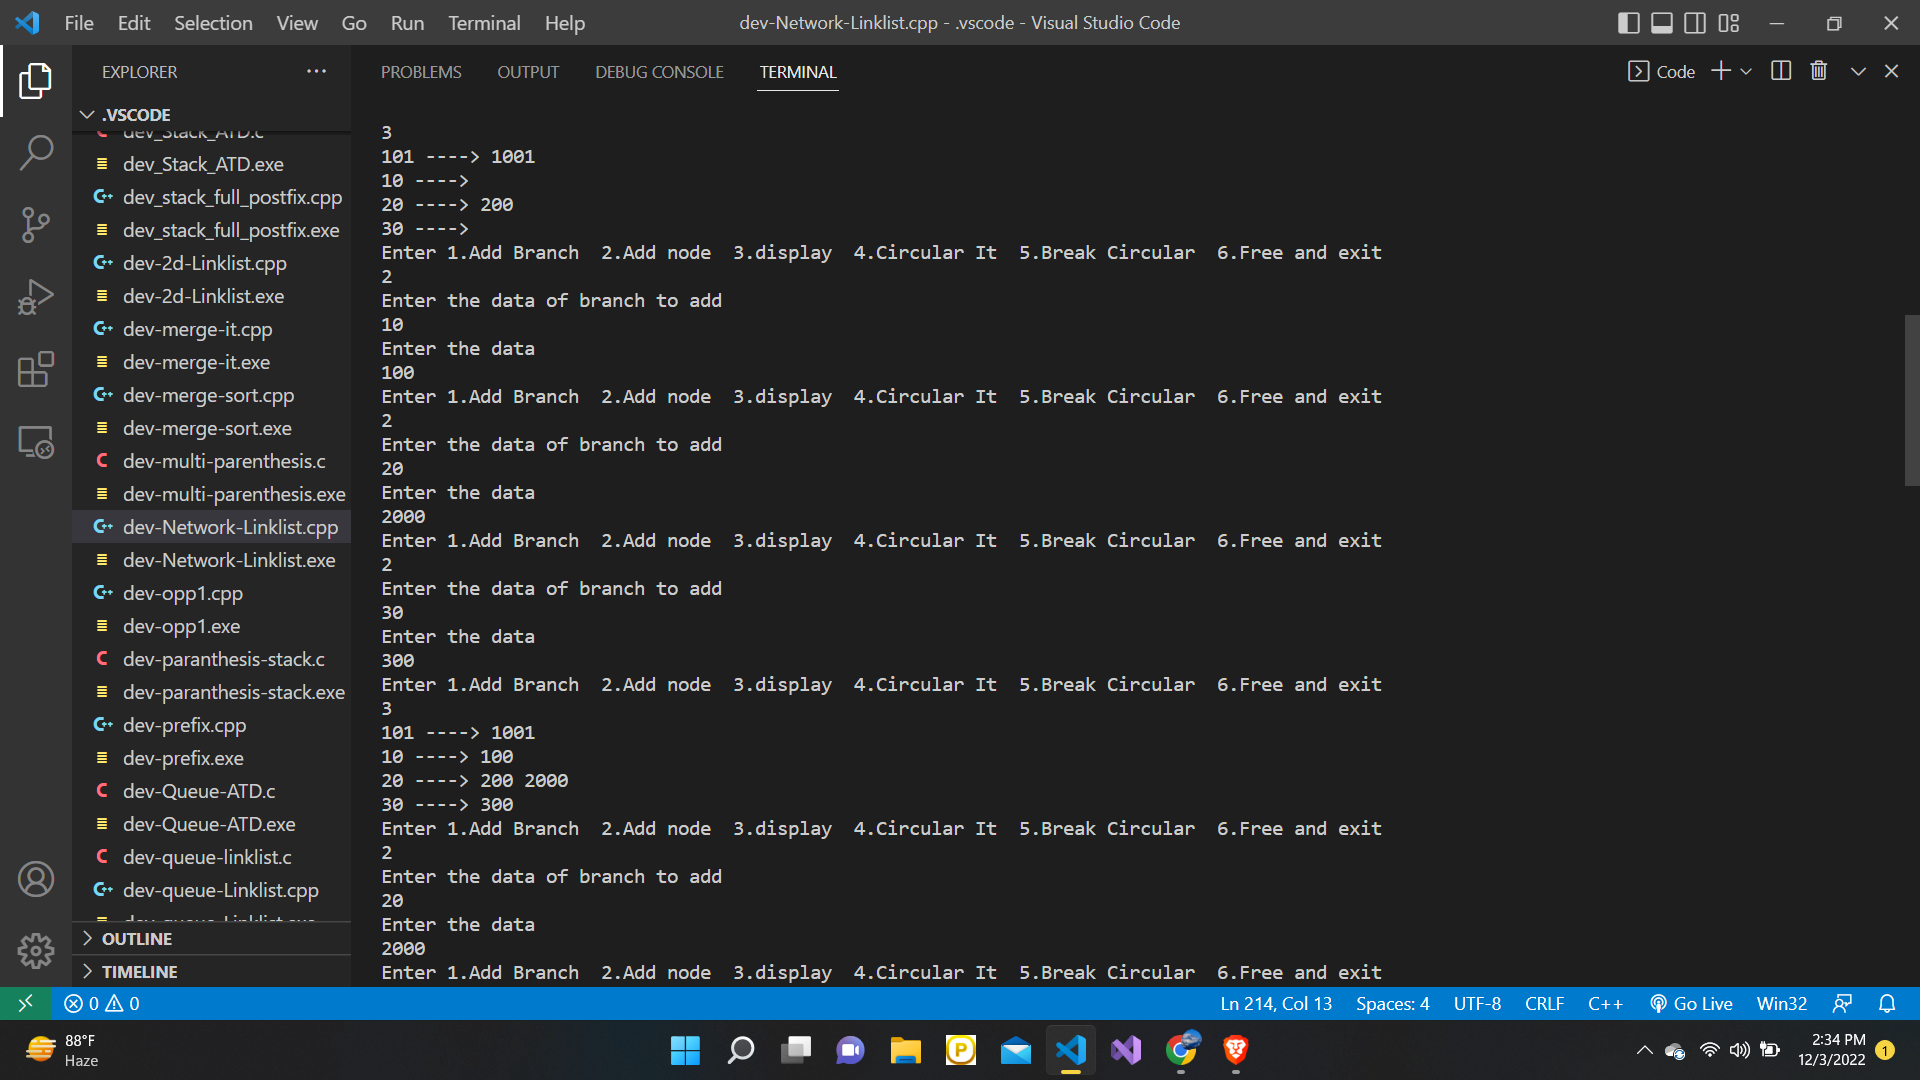 File Edit Selection View Go Run Terminal Help
dev-Network-Linklist.cpp - .vscode - Visual Studio Code
EXPLORER
.VSCODE
dev_Stack_ATD.c
dev_Stack_ATD.exe
dev_stack_full_postfix.cpp
dev_stack_full_postfix.exe
dev-2d-Linklist.cpp
dev-2d-Linklist.exe
dev-merge-it.cpp
dev-merge-it.exe
dev-merge-sort.cpp
dev-merge-sort.exe
dev-multi-parenthesis.c
dev-multi-parenthesis.exe
dev-Network-Linklist.cpp
dev-Network-Linklist.exe
dev-opp1.cpp
dev-opp1.exe
dev-paranthesis-stack.c
dev-paranthesis-stack.exe
dev-prefix.cpp
dev-prefix.exe
dev-Queue-ATD.c
dev-Queue-ATD.exe
dev-queue-linklist.c
dev-queue-Linklist.cpp
dev-queue-Linklist.exe
OUTLINE
TIMELINE
PROBLEMS OUTPUT DEBUG CONSOLE TERMINAL
Code
3
101 ----> 1001
10 ---->
20 ----> 200
30 ---->
Enter 1.Add Branch  2.Add node  3.display  4.Circular It  5.Break Circular  6.Free and exit
2
Enter the data of branch to add
10
Enter the data
100
Enter 1.Add Branch  2.Add node  3.display  4.Circular It  5.Break Circular  6.Free and exit
2
Enter the data of branch to add
20
Enter the data
2000
Enter 1.Add Branch  2.Add node  3.display  4.Circular It  5.Break Circular  6.Free and exit
2
Enter the data of branch to add
30
Enter the data
300
Enter 1.Add Branch  2.Add node  3.display  4.Circular It  5.Break Circular  6.Free and exit
3
101 ----> 1001
10 ----> 100
20 ----> 200 2000
30 ----> 300
Enter 1.Add Branch  2.Add node  3.display  4.Circular It  5.Break Circular  6.Free and exit
2
Enter the data of branch to add
20
Enter the data
2000
Enter 1.Add Branch  2.Add node  3.display  4.Circular It  5.Break Circular  6.Free and exit
0 0
Ln 214, Col 13 Spaces: 4 UTF-8 CRLF C++ Go Live Win32
88°F
Haze
2:34 PM
12/3/2022
1